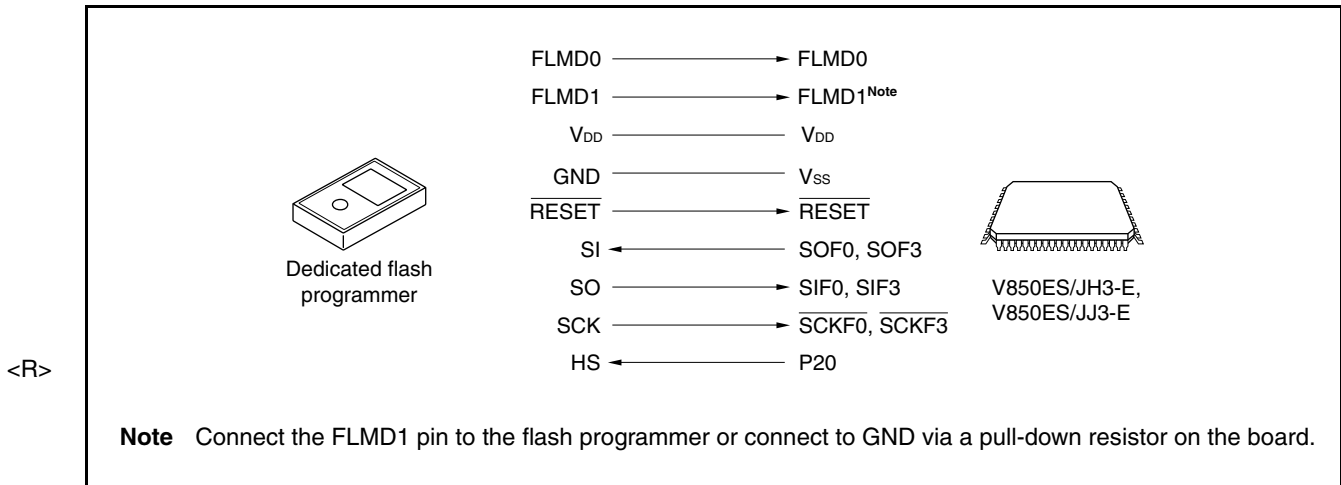 FLMD0 FLMD0
FLMD1 FLMD1Note
VDD VDD
GND VSS
RESET RESET
SI SOF0, SOF3
SO SIF0, SIF3
SCK SCKF0, SCKF3
HS P20
Dedicated flash
programmer
V850ES/JH3-E,
V850ES/JJ3-E
<R>
Note Connect the FLMD1 pin to the flash programmer or connect to GND via a pull-down resistor on the board.